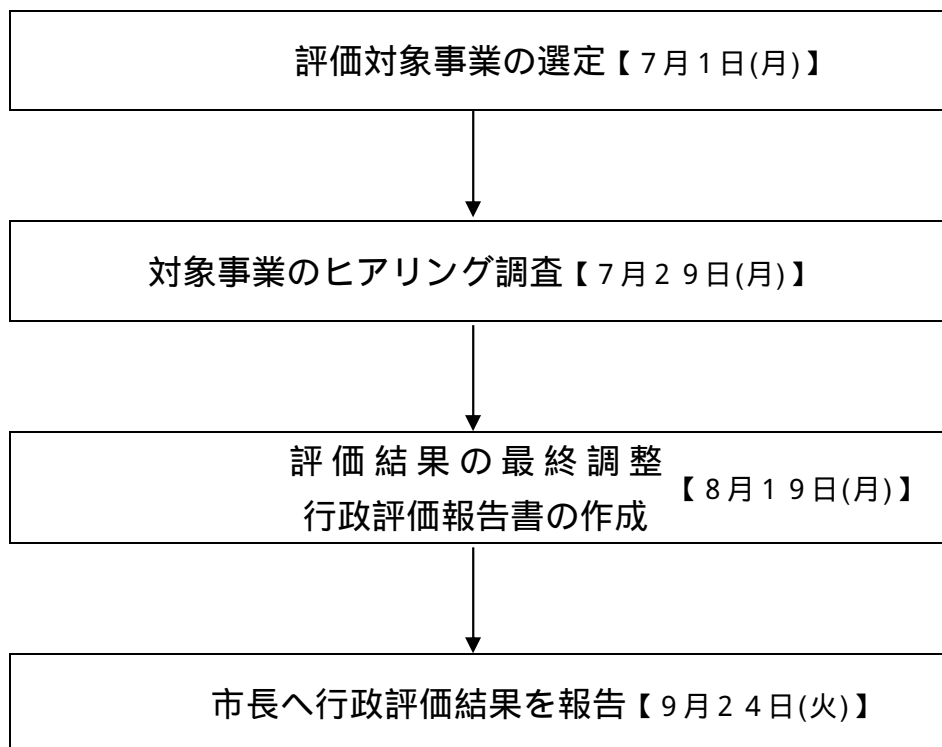 評価対象事業の選定【７月１日(月)】
対象事業のヒアリング調査【７月２９日(月)】
評価結果の最終調整
行政評価報告書の作成
【８月１９日(月)】
市長へ行政評価結果を報告【９月２４日(火)】